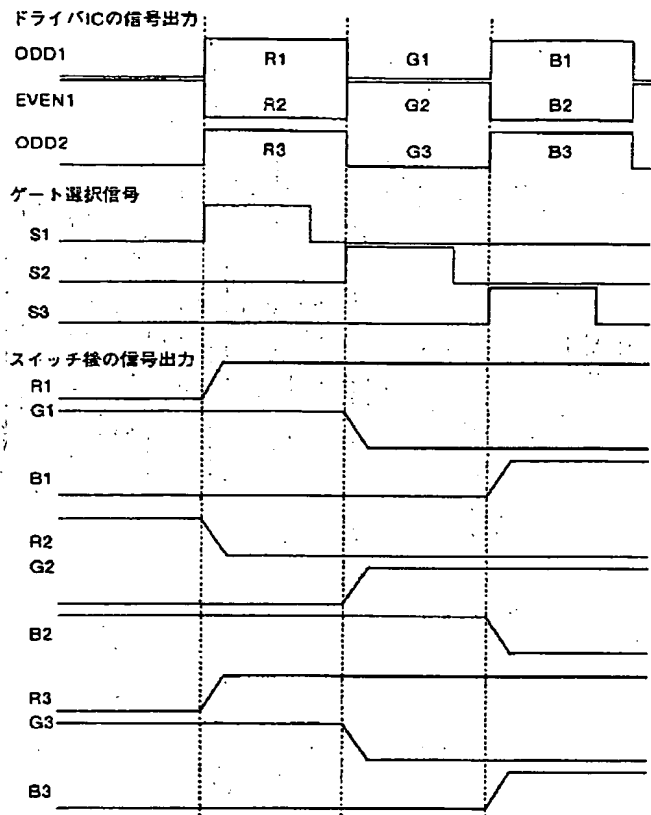 ドライバICの信号出力
ODD1
R1
G1
B1
EVEN1
R2
G2
B2
ODD2
R3
G3
B3
ゲート選択信号
S1
S2
S3
スイッチ後の信号出力
R1
G1
B1
R2
G2
B2
R3
G3
B3